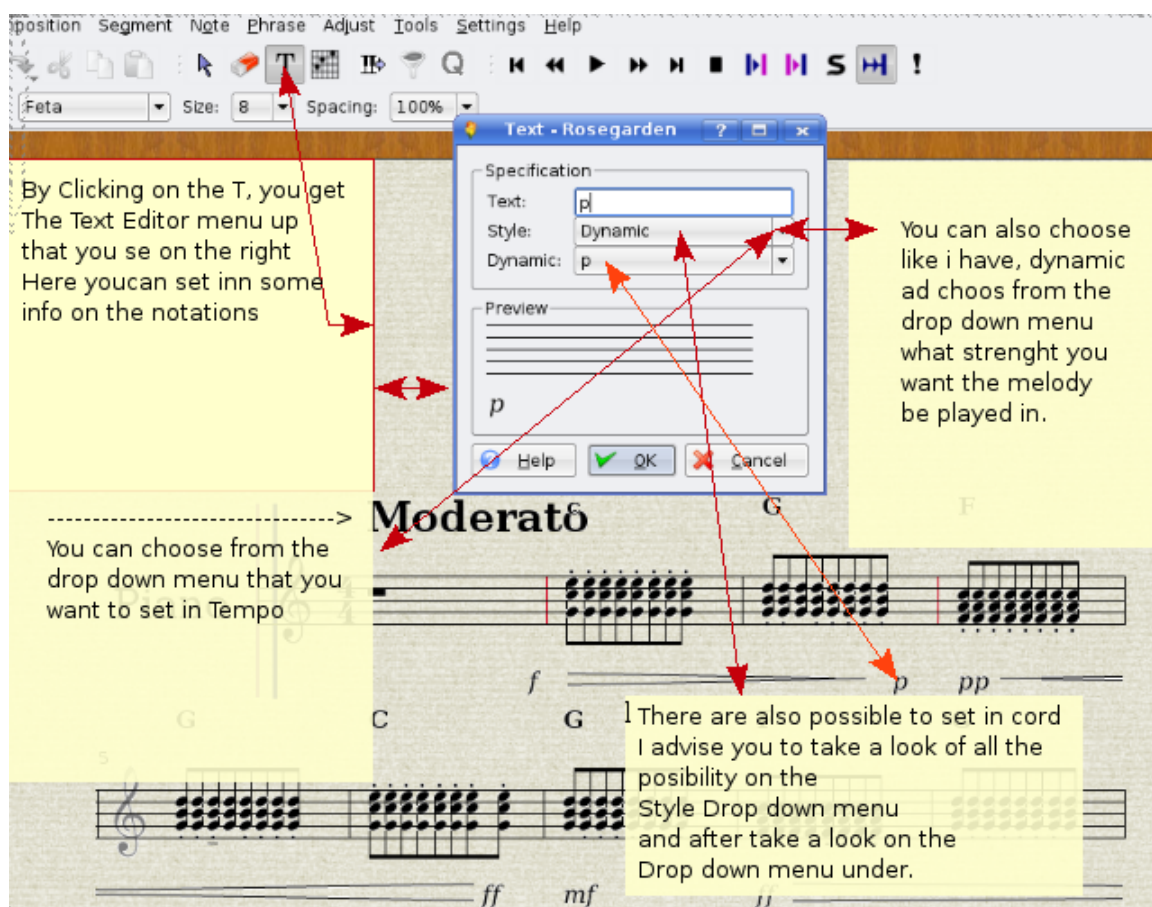 position Segment Note Phrase Adjust Tools Settings Help
T Q S !
Feta Size: 8 Spacing: 100%
Text - Rosegarden ?
Specification
Text: p
Style: Dynamic
Dynamic: p
Preview
p
Help OK Cancel
By Clicking on the T, you get
The Text Editor menu up
that you se on the right
Here youcan set inn some
info on the notations
You can also choose
like i have, dynamic
ad choos from the
drop down menu
what strenght you
want the melody
be played in.
------------------------------>
You can choose from the
drop down menu that you
want to set in Tempo
Moderato
C G F
Piano
4
4
f p pp
G C G
There are also possible to set in cord
I advise you to take a look of all the
posibility on the
Style Drop down menu
and after take a look on the
Drop down menu under.
5
ff mf ff